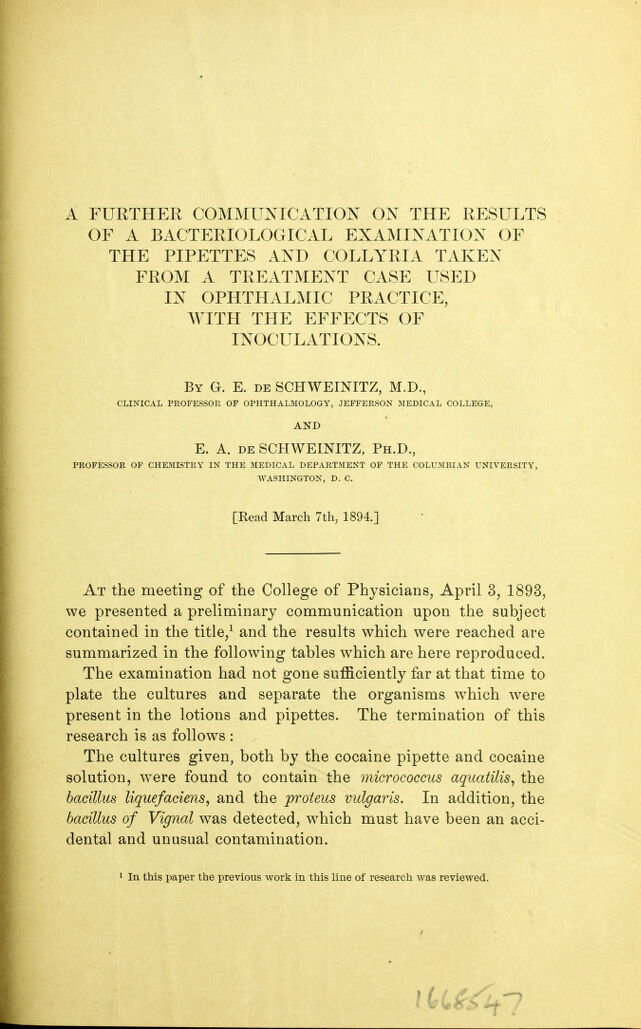 A FURTHER COMMUNICATION ON THE RESULTS
OF A BACTERIOLOGICAL EXAMINATION OF
THE PIPETTES AND COLLYRIA TAKEN
FROM A TREATMENT CASE USED
IN OPHTHALMIC PRACTICE,
WITH THE EFFECTS OF
INOCULATIONS.
By G. E. DE SCHWEINITZ, M.D.,
CLINICAL PROFESSOR OF OPHTHALMOLOGY, JEFFERSON MEDICAL COLLEGE,
AND
E. A. DE SCHWEINITZ, Ph.D.,
PROFESSOR OF CHEMISTRY IN THE MEDICAL DEPARTMENT OF THE COLUMBIAN UNIVERSITY,
WASHINGTON, D. C.
[Read March 7th, 1894.]
At the meeting of the College of Physicians, April 3, 1893,
we presented a preliminary communication upon the subject
contained in the title,¹ and the results which were reached are
summarized in the following tables which are here reproduced.
The examination had not gone sufficiently far at that time to
plate the cultures and separate the organisms which were
present in the lotions and pipettes. The termination of this
research is as follows :
The cultures given, both by the cocaine pipette and cocaine
solution, were found to contain the micrococcus aquatilis, the
bacillus liquefaciens, and the proteus vulgaris. In addition, the
bacillus of Vignal was detected, which must have been an acci-
dental and unusual contamination.
¹ In this paper the previous work in this line of research was reviewed.
1668547